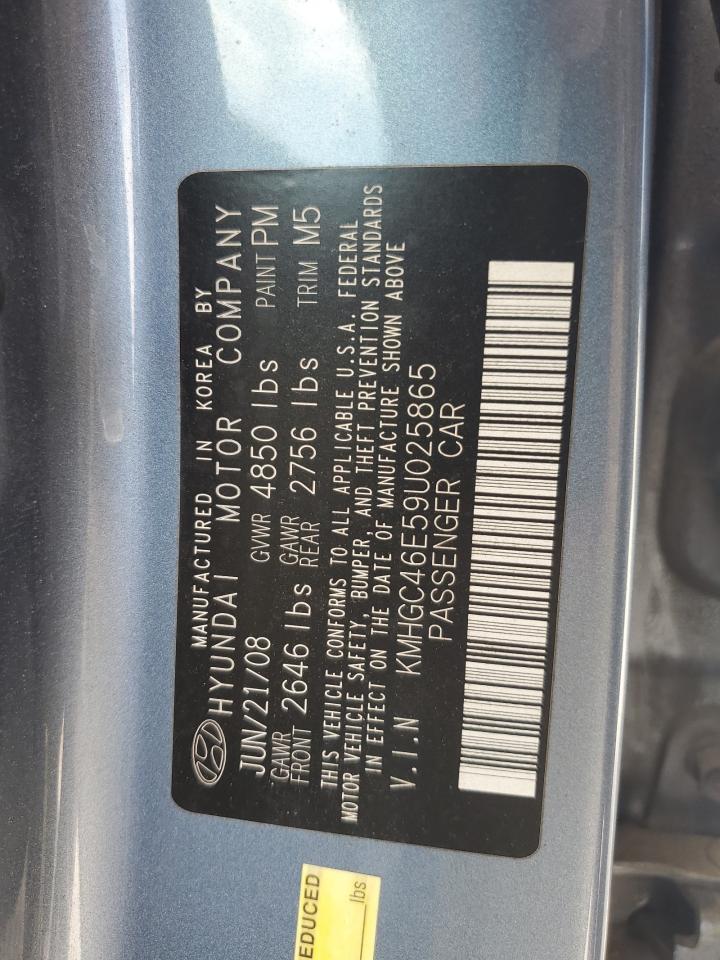 MANUFACTURED IN KOREA BY
HYUNDAI MOTOR COMPANY
JUN/21/08 GVWR 4850 lbs PAINT PM
GAWR FRONT 2646 lbs GAWR REAR 2756 lbs TRIM M5
THIS VEHICLE CONFORMS TO ALL APPLICABLE U.S.A. FEDERAL
MOTOR VEHICLE SAFETY, BUMPER, AND THEFT PREVENTION STANDARDS
IN EFFECT ON THE DATE OF MANUFACTURE SHOWN ABOVE
V.I.N KMHGC46E59U025865
PASSENGER CAR
EDUCED
lbs